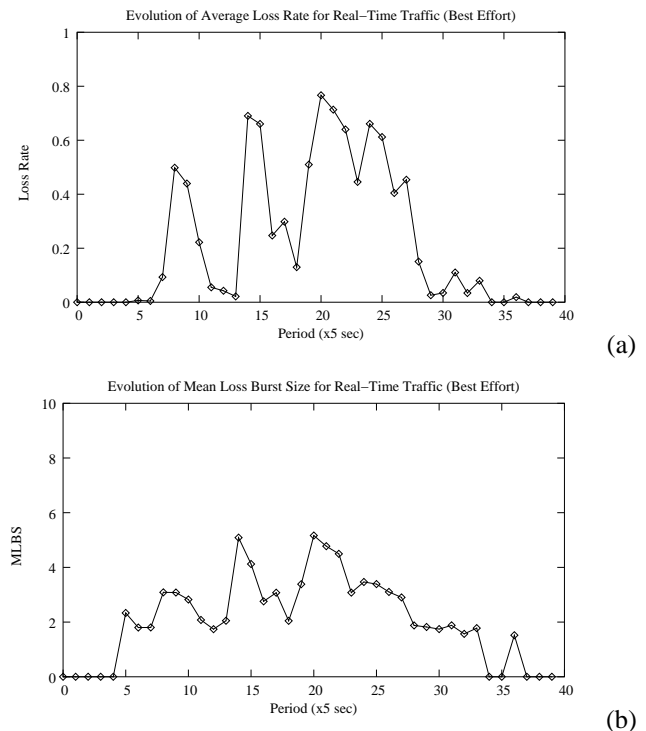 Evolution of Average Loss Rate for Real-Time Traffic (Best Effort)
1
0.8
0.6
0.4
0.2
0
Loss Rate
0 5 10 15 20 25 30 35 40
Period (x5 sec)
(a)
Evolution of Mean Loss Burst Size for Real-Time Traffic (Best Effort)
10
8
6
4
2
0
MLBS
0 5 10 15 20 25 30 35 40
Period (x5 sec)
(b)